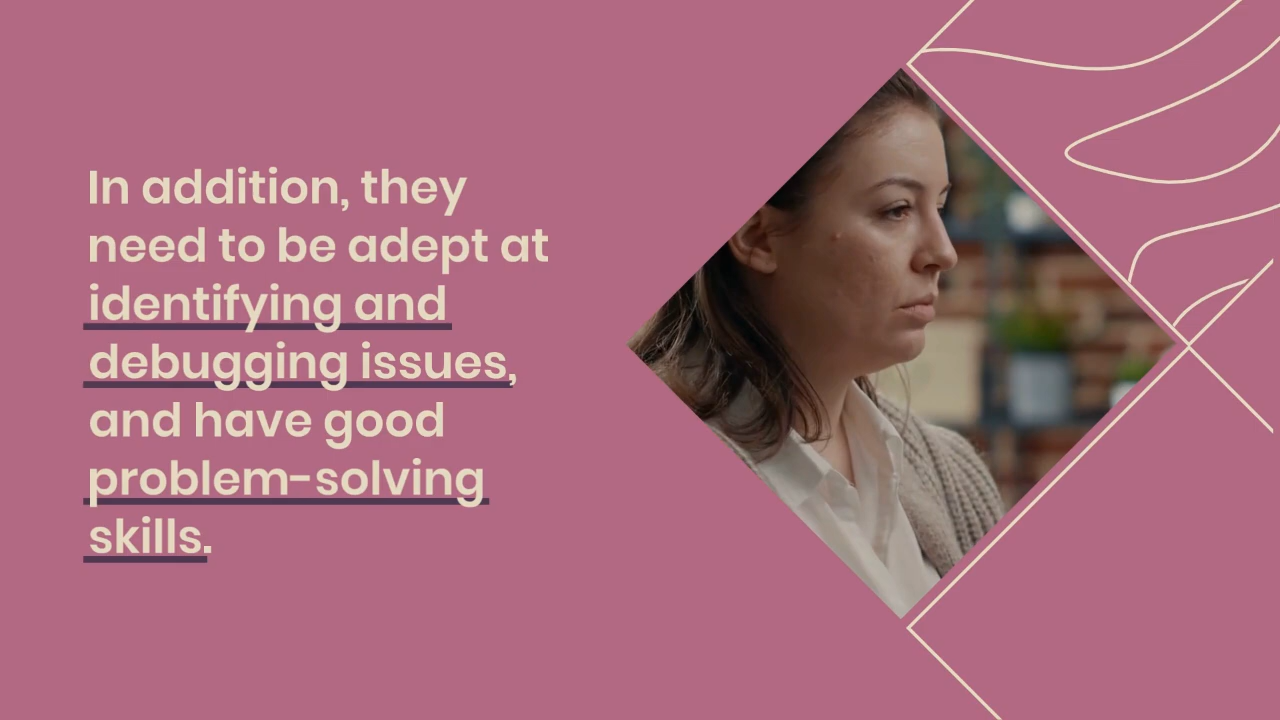 In addition, they
need to be adept at
identifying and
debugging issues,
and have good
problem-solving
skills.